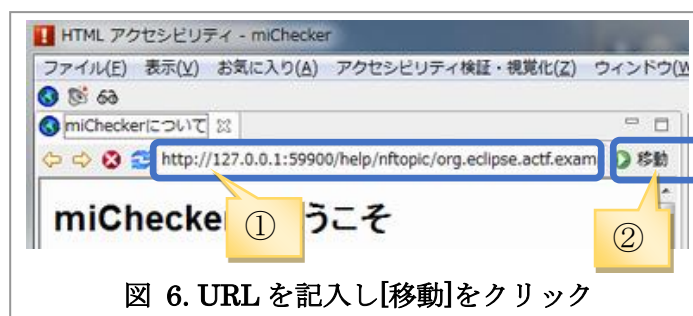 HTML アクセシビリティ - miChecker
ファイル(F) 表示(V) お気に入り(A) アクセシビリティ検証・視覚化(Z) ウィンドウ(W
miCheckerについて
http://127.0.0.1:59900/help/nftopic/org.eclipse.actf.exam 移動
miChecke うこそ
① ②
図 6. URL を記入し[移動]をクリック